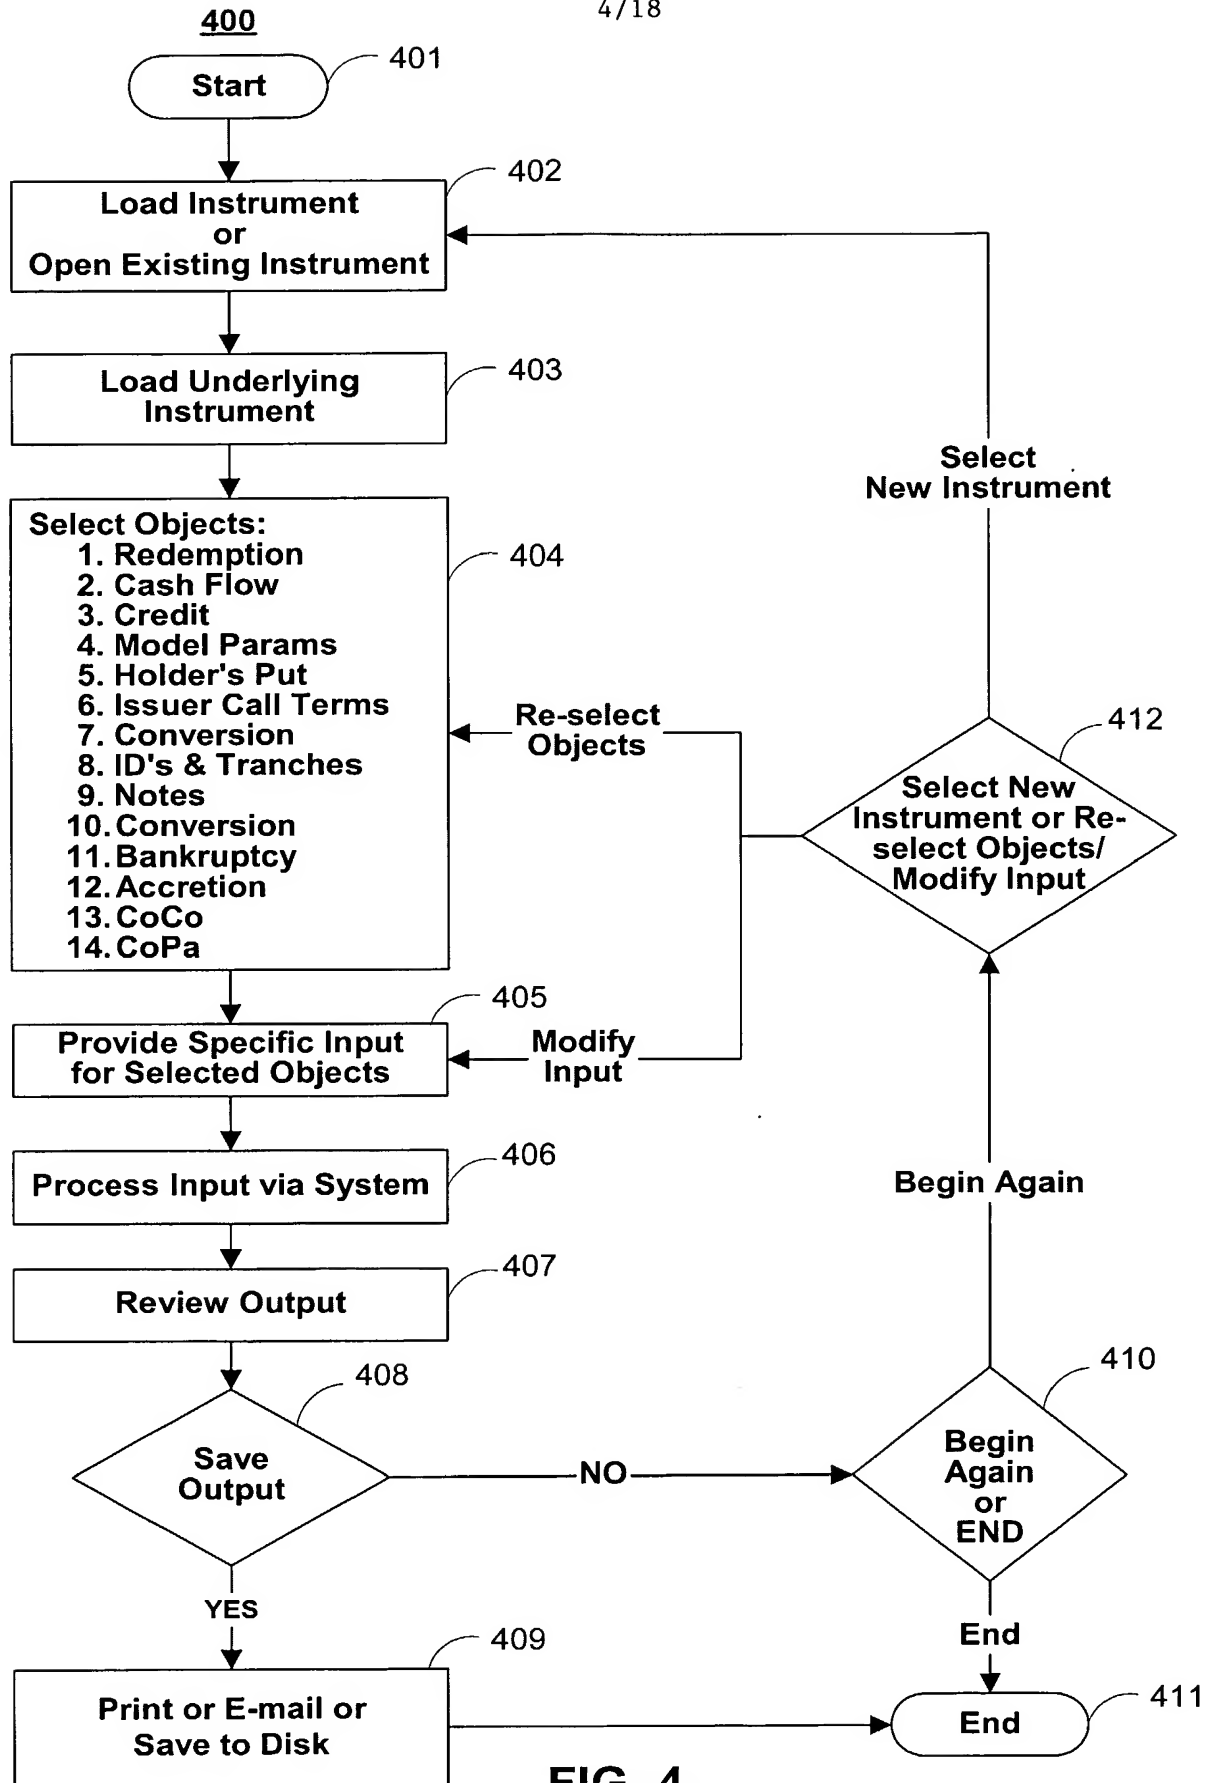 4/18
400
Start
401
402
Load Instrument
or
Open Existing Instrument
403
Load Underlying
Instrument
Select
New Instrument
Select Objects:
1. Redemption
2. Cash Flow
3. Credit
4. Model Params
5. Holder's Put
6. Issuer Call Terms
7. Conversion
8. ID's & Tranches
9. Notes
10. Conversion
11. Bankruptcy
12. Accretion
13. CoCo
14. CoPa
404
Re-select
Objects
412
Select New
Instrument or Re-
select Objects/
Modify Input
405
Provide Specific Input
for Selected Objects
Modify
Input
406
Process Input via System
Begin Again
407
Review Output
408
Save
Output
NO
410
Begin
Again
or
END
YES
End
409
Print or E-mail or
Save to Disk
End
411
FIG. 4